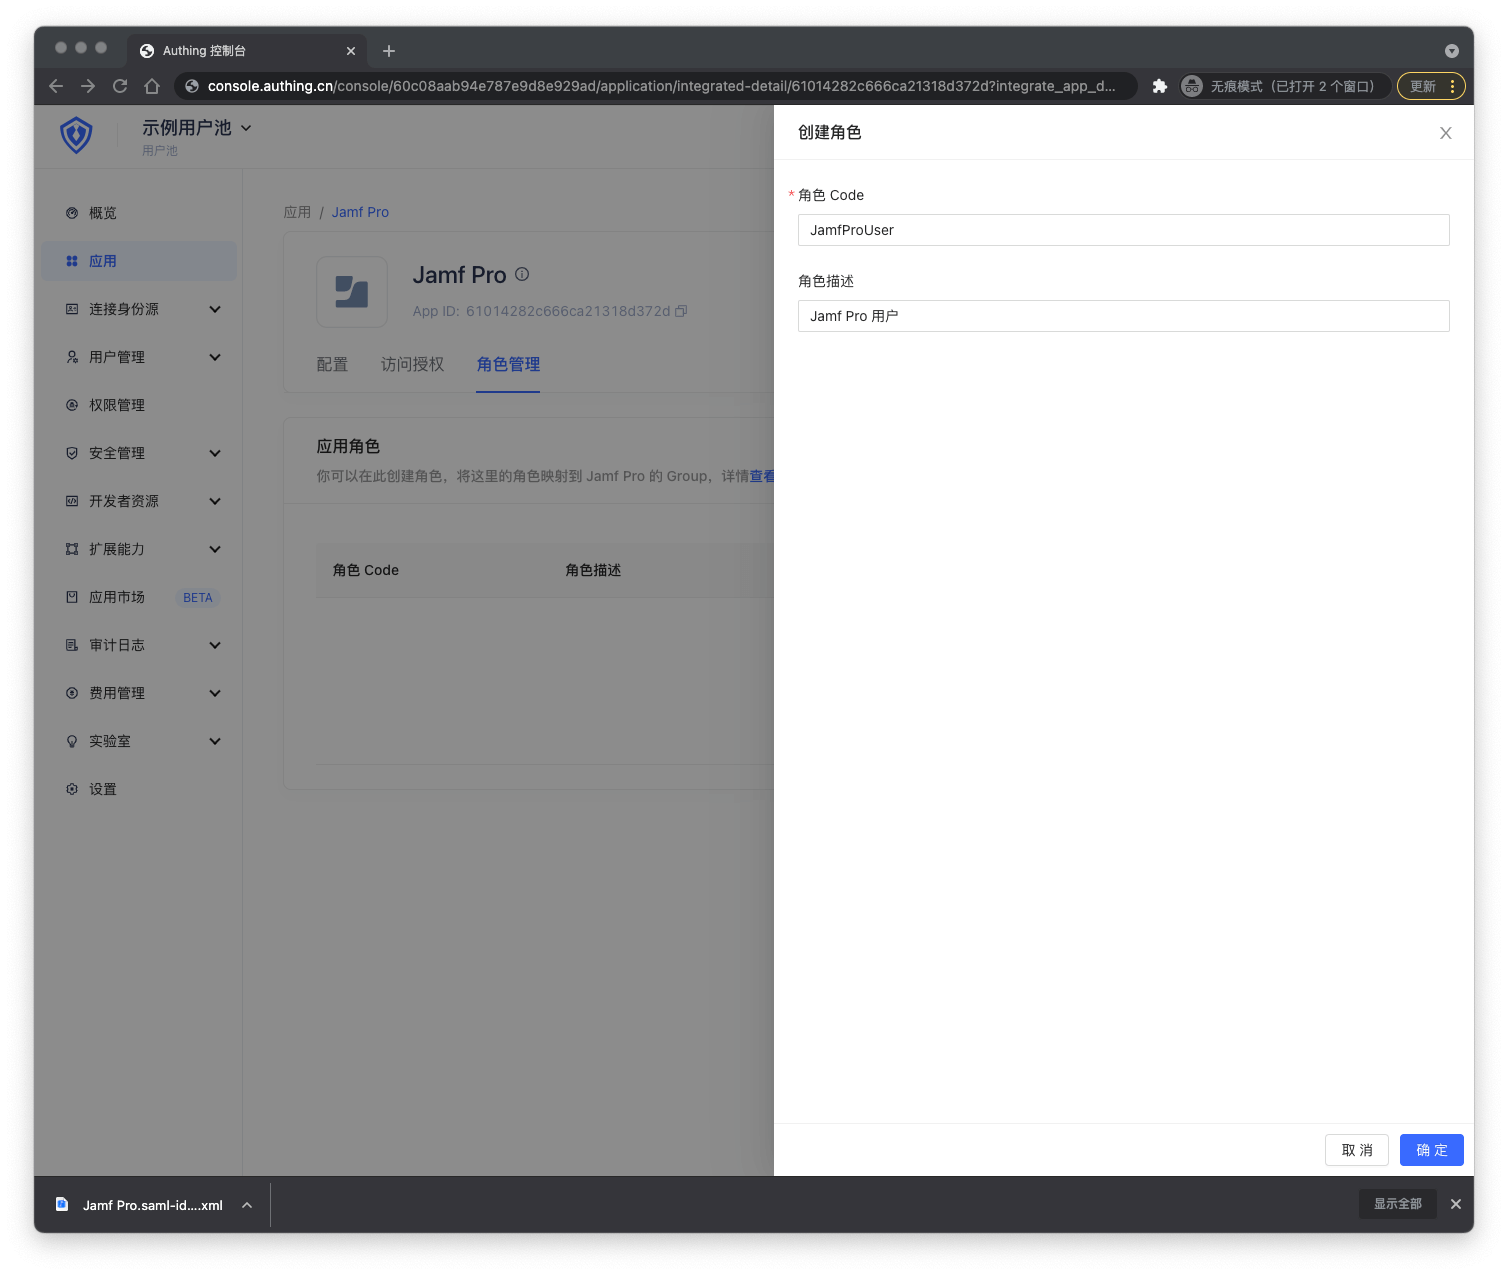 Authing 控制台
console.authing.cn/console/60c08aab94e787e9d8e929ad/application/integrated-detail/61014282c666ca21318d372d?integrate_app_d...
无痕模式（已打开 2 个窗口）
更新
示例用户池
用户池
概览
应用
连接身份源
用户管理
权限管理
安全管理
开发者资源
扩展能力
应用市场 BETA
审计日志
费用管理
实验室
设置
应用 / Jamf Pro
Jamf Pro
App ID: 61014282c666ca21318d372d
配置 访问授权 角色管理
应用角色
你可以在此创建角色，将这里的角色映射到 Jamf Pro 的 Group，详情查看
角色 Code 角色描述
创建角色
* 角色 Code
JamfProUser
角色描述
Jamf Pro 用户
取 消 确 定
Jamf Pro.saml-id....xml
显示全部